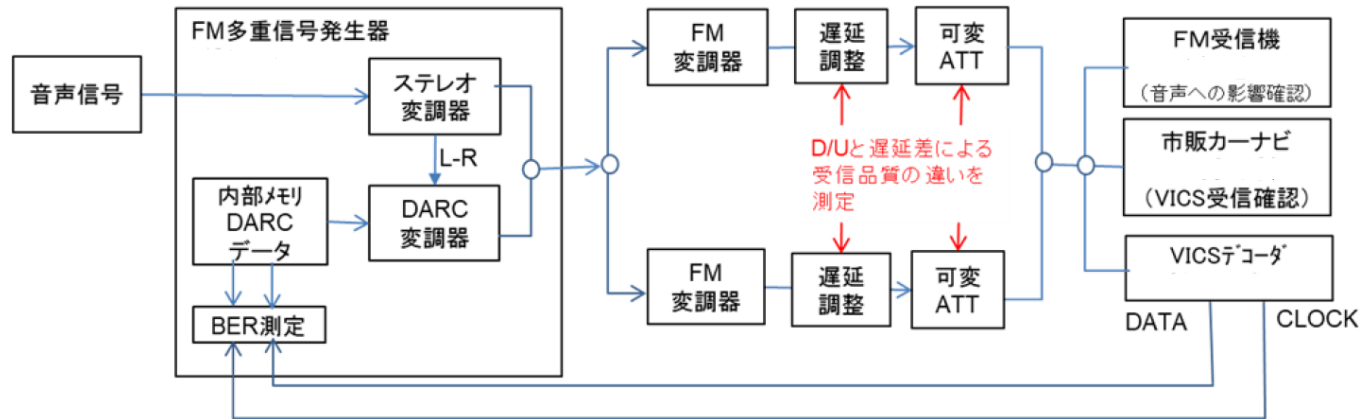 音声信号
FM多重信号発生器
ステレオ
変調器
L-R
内部メモリ
DARC
データ
DARC
変調器
BER測定
FM
変調器
遅延
調整
可変
ATT
D/Uと遅延差による
受信品質の違いを
測定
FM
変調器
遅延
調整
可変
ATT
FM受信機
(音声への影響確認)
市販カーナビ
(VICS受信確認)
VICSデコーダ
DATA
CLOCK